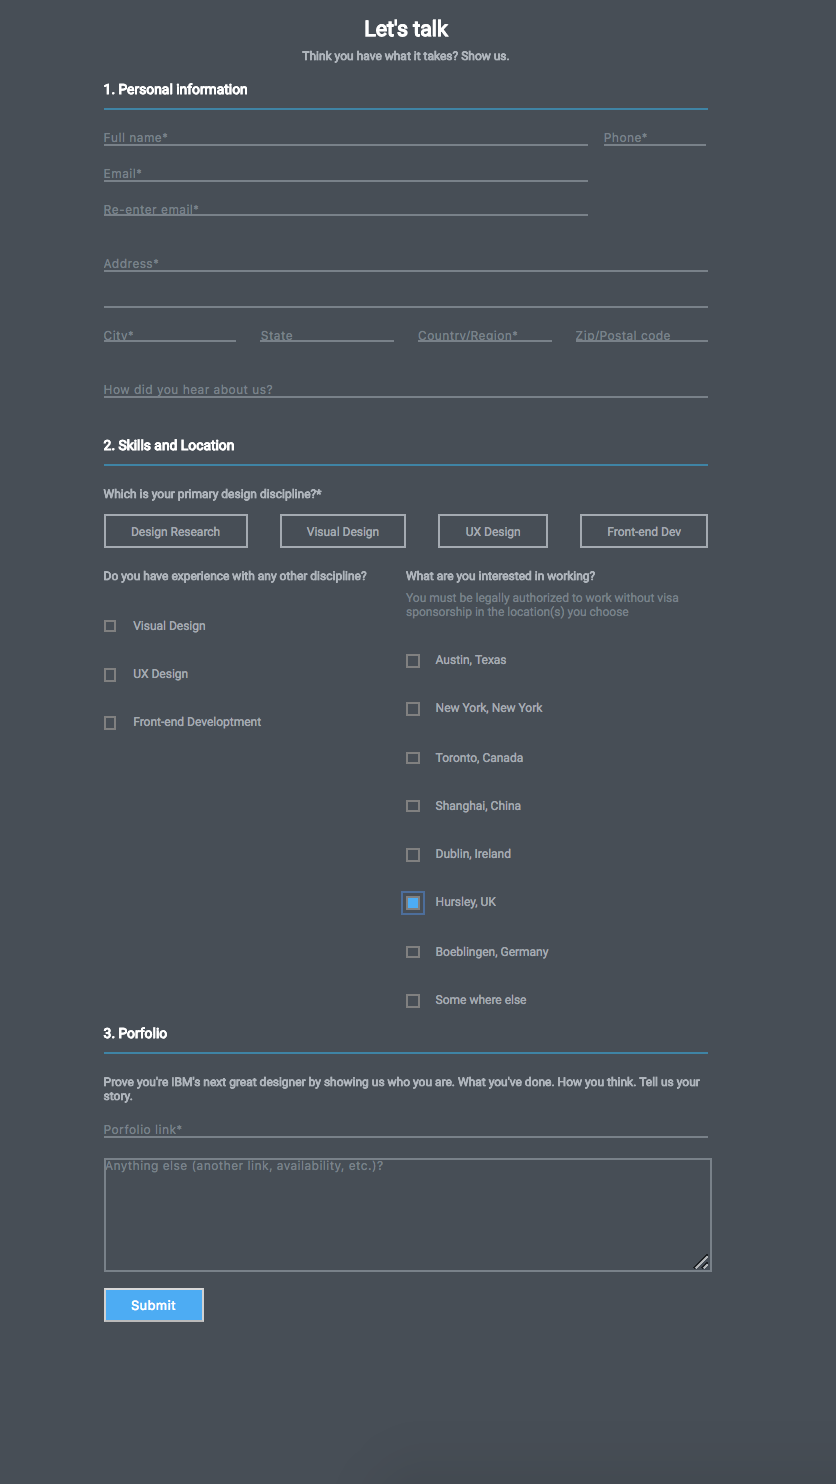 Let's talk
Think you have what it takes? Show us.
1. Personal information
Full name*
Phone*
Email*
Re-enter email*
Address*
City*
State
Country/Region*
Zip/Postal code
How did you hear about us?
2. Skills and Location
Which is your primary design discipline?*
Design Research
Visual Design
UX Design
Front-end Dev
Do you have experience with any other discipline?
Visual Design
UX Design
Front-end Developtment
What are you interested in working?
You must be legally authorized to work without visa
sponsorship in the location(s) you choose
Austin, Texas
New York, New York
Toronto, Canada
Shanghai, China
Dublin, Ireland
Hursley, UK
Boeblingen, Germany
Some where else
3. Porfolio
Prove you're IBM's next great designer by showing us who you are. What you've done. How you think. Tell us your
story.
Porfolio link*
Anything else (another link, availability, etc.)?
Submit